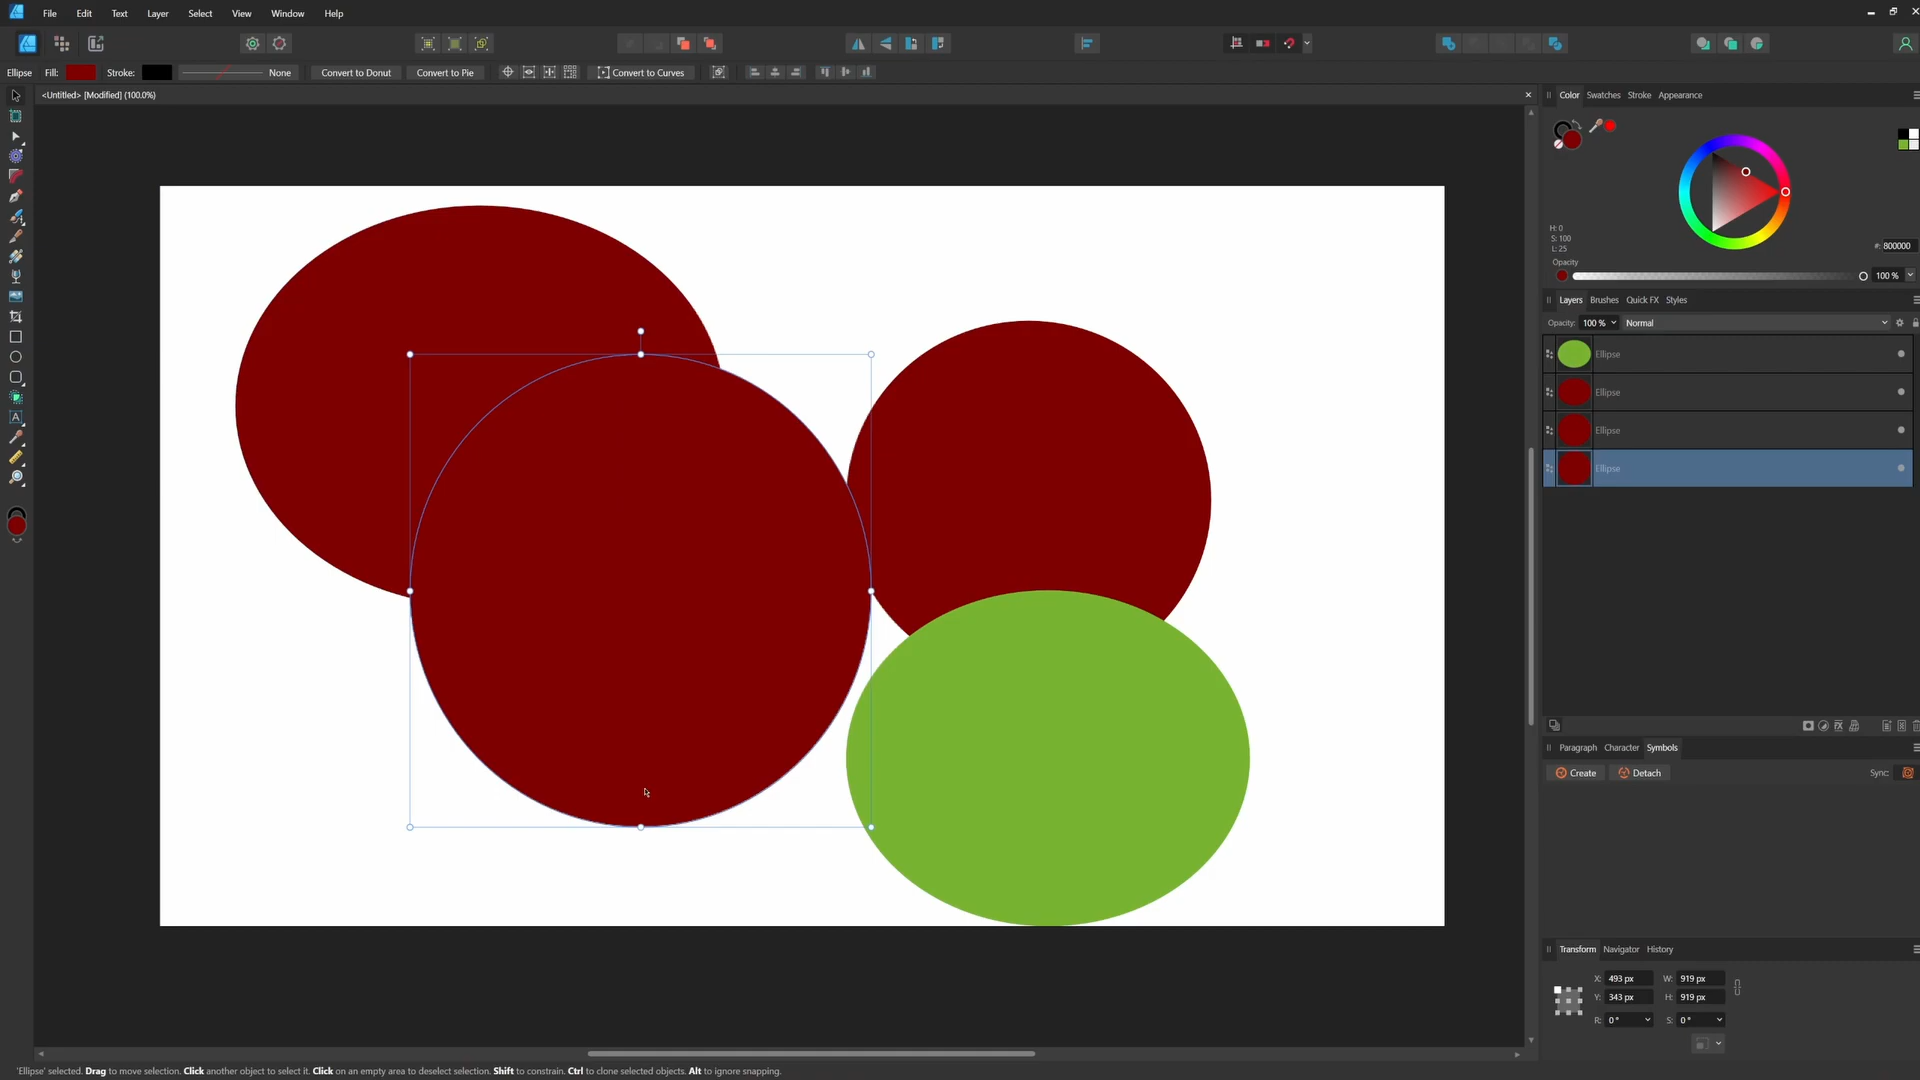 File Edit Text Layer Select View Window Help
Ellipse Fill: Stroke: None Convert to Donut Convert to Pie Convert to Curves
<Untitled> [Modified] (100.0%)
Color Swatches Stroke Appearance
H: 0
S: 100
L: 25
#: 800000
Opacity
100 %
Layers Brushes Quick FX Styles
Opacity: 100 % Normal
Ellipse
Ellipse
Ellipse
Ellipse
Paragraph Character Symbols
Create Detach Sync:
Transform Navigator History
X: 493 px W: 919 px
Y: 343 px H: 919 px
R: 0 ° S: 0 °
'Ellipse' selected. Drag to move selection. Click another object to select it. Click on an empty area to deselect selection. Shift to constrain. Ctrl to clone selected objects. Alt to ignore snapping.